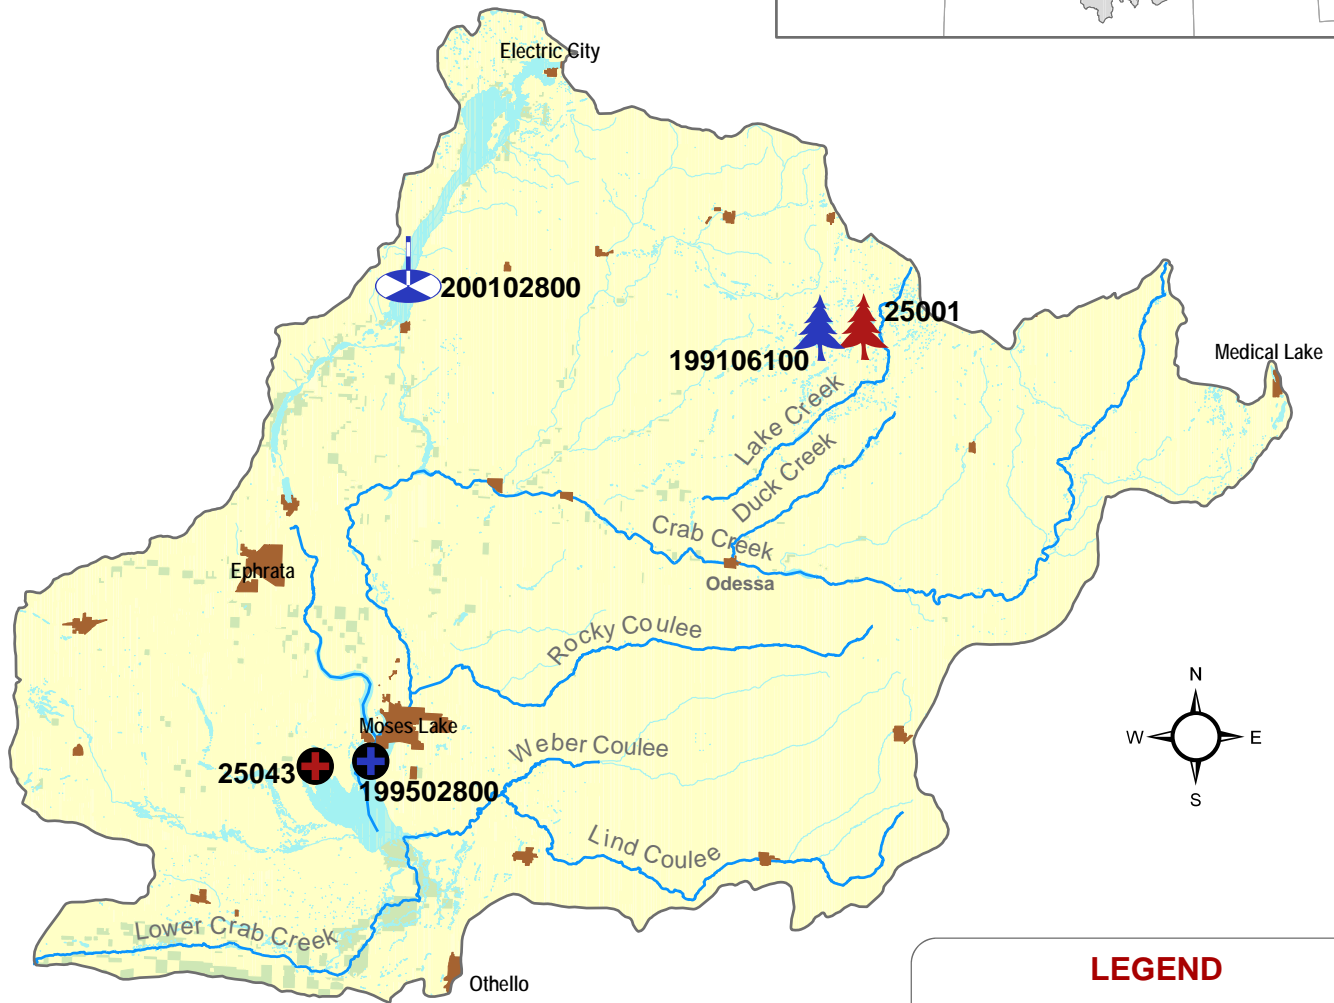 Electric City
200102800
25001
199106100
Medical Lake
Lake Creek
Duck Creek
Crab Creek
Odessa
Ephrata
Rocky Coulee
N
W
E
S
Moses Lake
Weber Coulee
25043
199502800
Lind Coulee
Lower Crab Creek
Othello
LEGEND